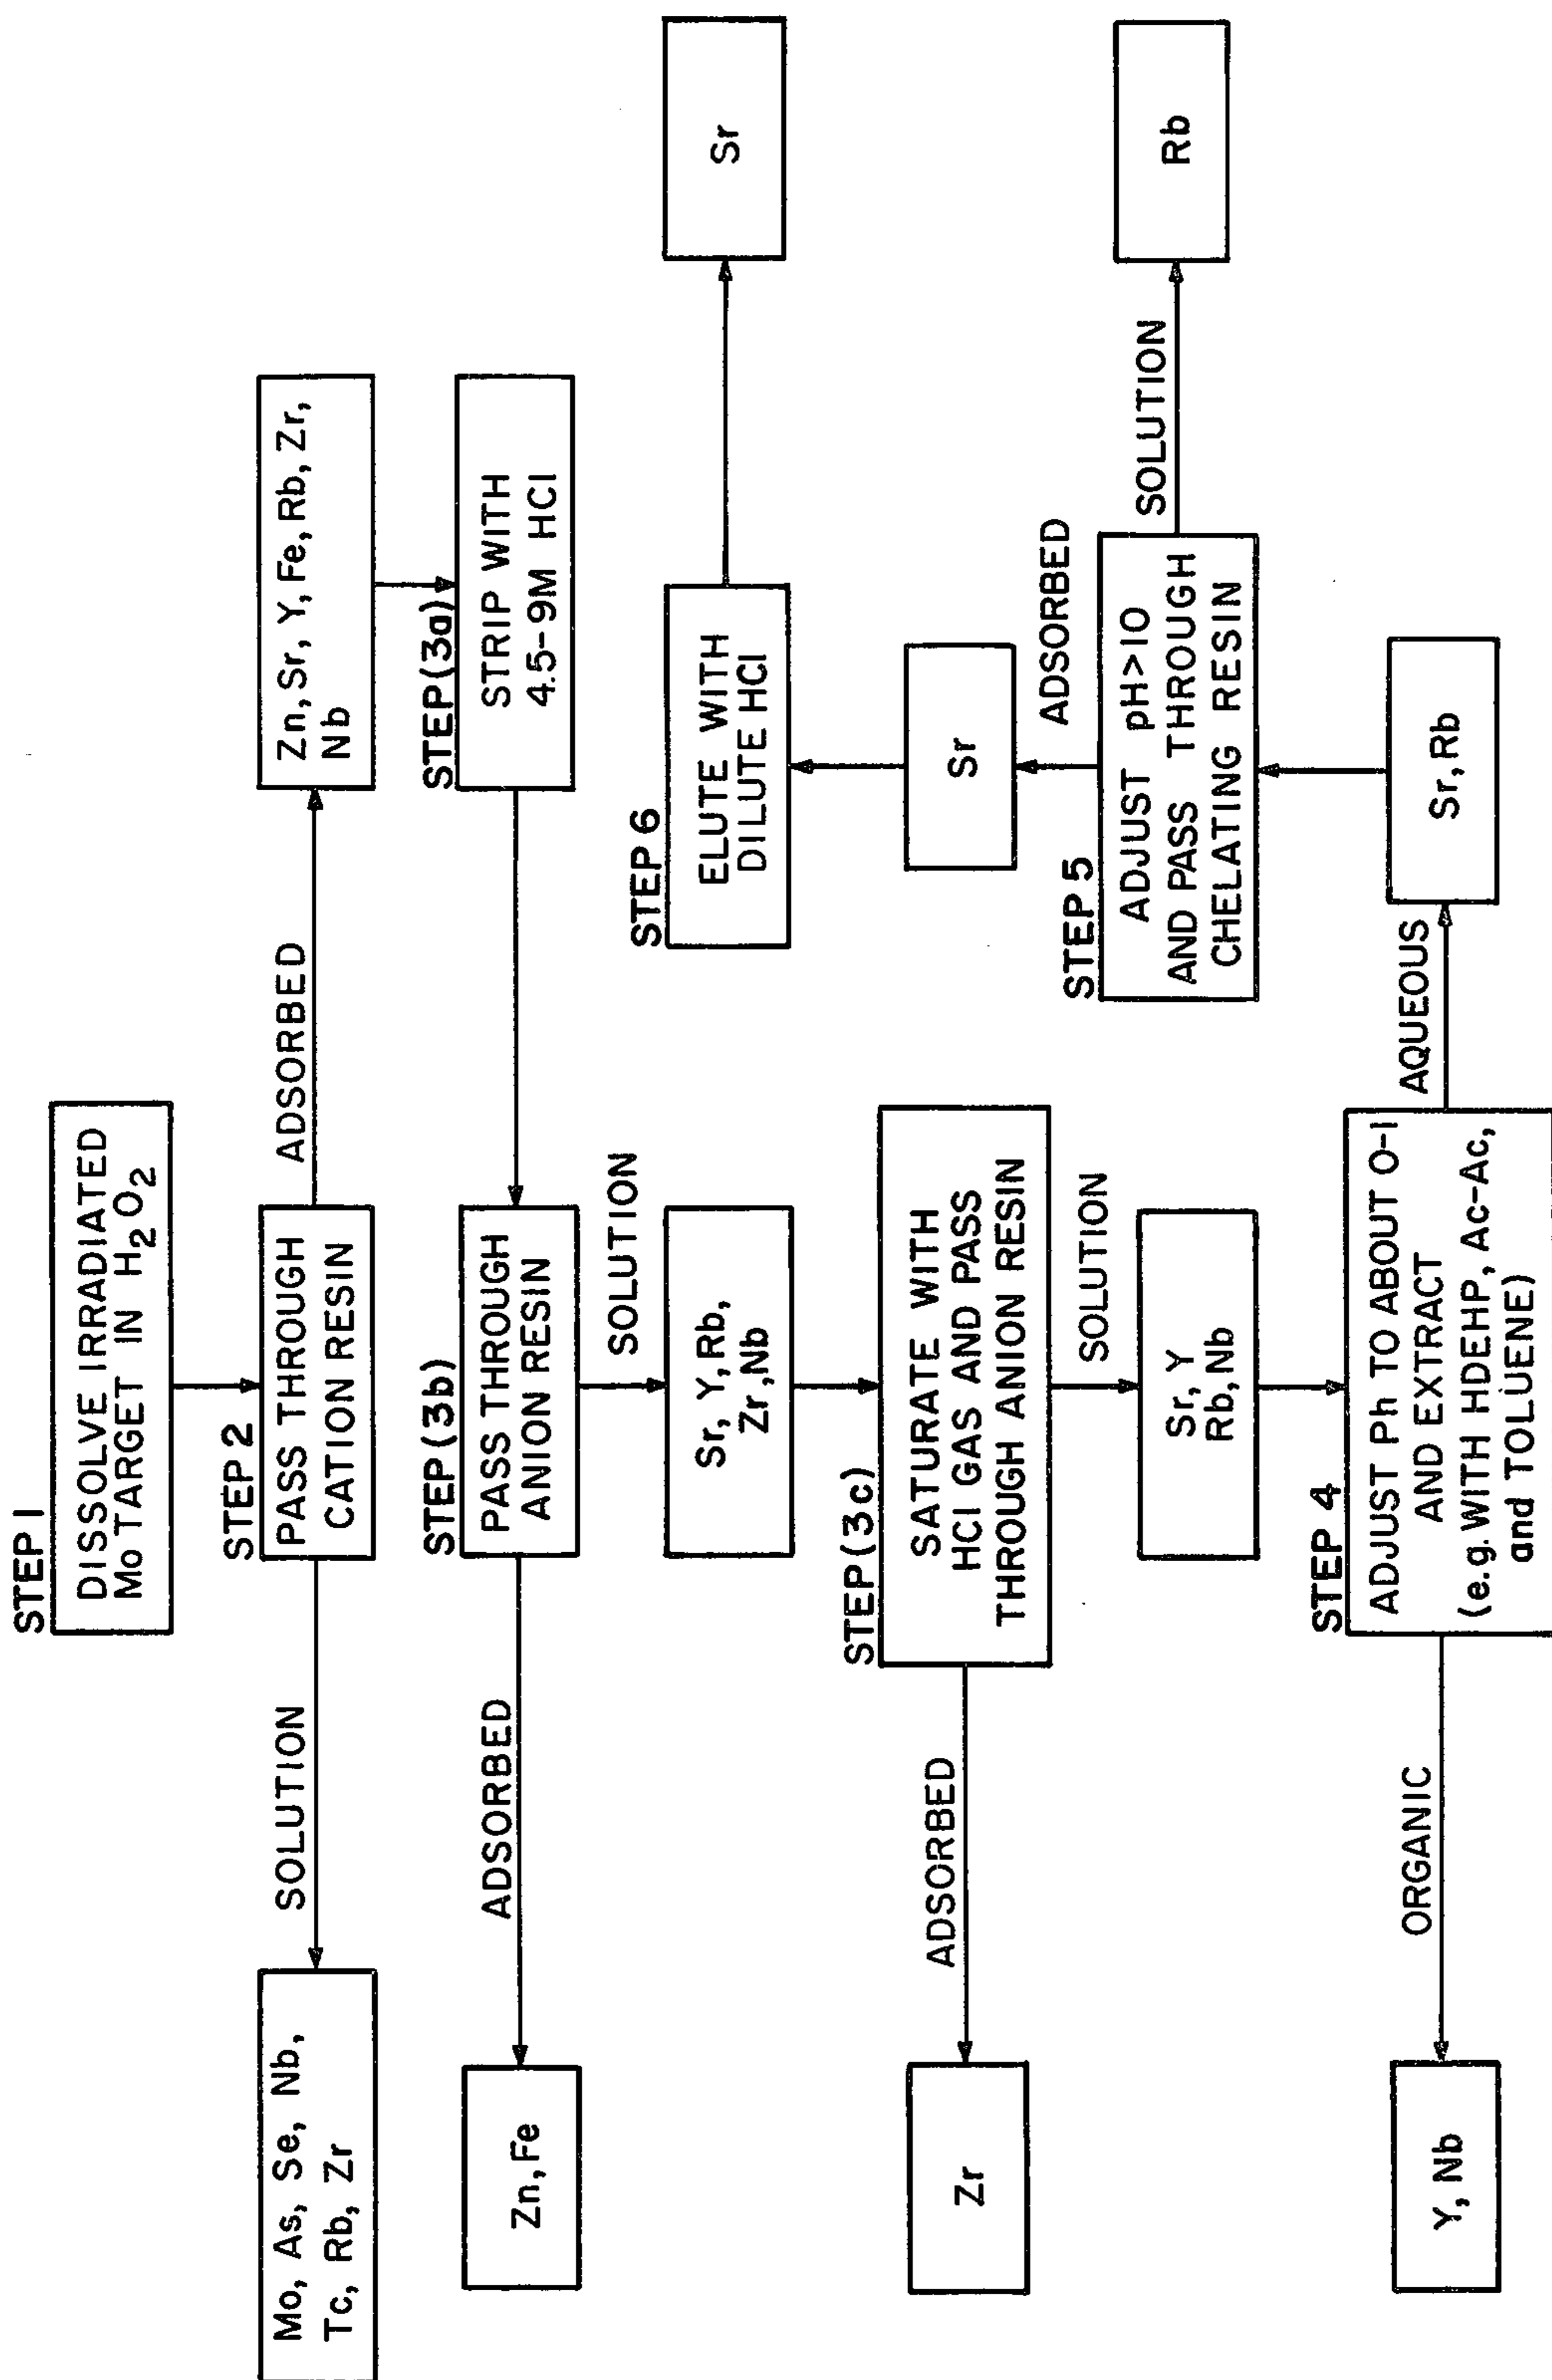 STEP 1
DISSOLVE IRRADIATED
Mo TARGET IN H2O2
STEP 2
PASS THROUGH
CATION RESIN
SOLUTION
Mo, As, Se, Nb,
Tc, Rb, Zr
ADSORBED
Zn, Sr, Y, Fe, Rb, Zr,
Nb
STEP (3a)
STRIP WITH
4.5-9M HCl
STEP (3b)
PASS THROUGH
ANION RESIN
ADSORBED
Zn, Fe
SOLUTION
Sr, Y, Rb,
Zr, Nb
STEP (3c)
SATURATE WITH
HCl GAS AND PASS
THROUGH ANION RESIN
ADSORBED
Zr
SOLUTION
Sr, Y
Rb, Nb
STEP 4
ADJUST Ph TO ABOUT 0-1
AND EXTRACT
(e.g. WITH HDEHP, Ac-Ac,
and TOLUENE)
ORGANIC
Y, Nb
AQUEOUS
Sr, Rb
STEP 5
ADJUST pH>10
AND PASS THROUGH
CHELATING RESIN
SOLUTION
Rb
ADSORBED
Sr
STEP 6
ELUTE WITH
DILUTE HCl
Sr